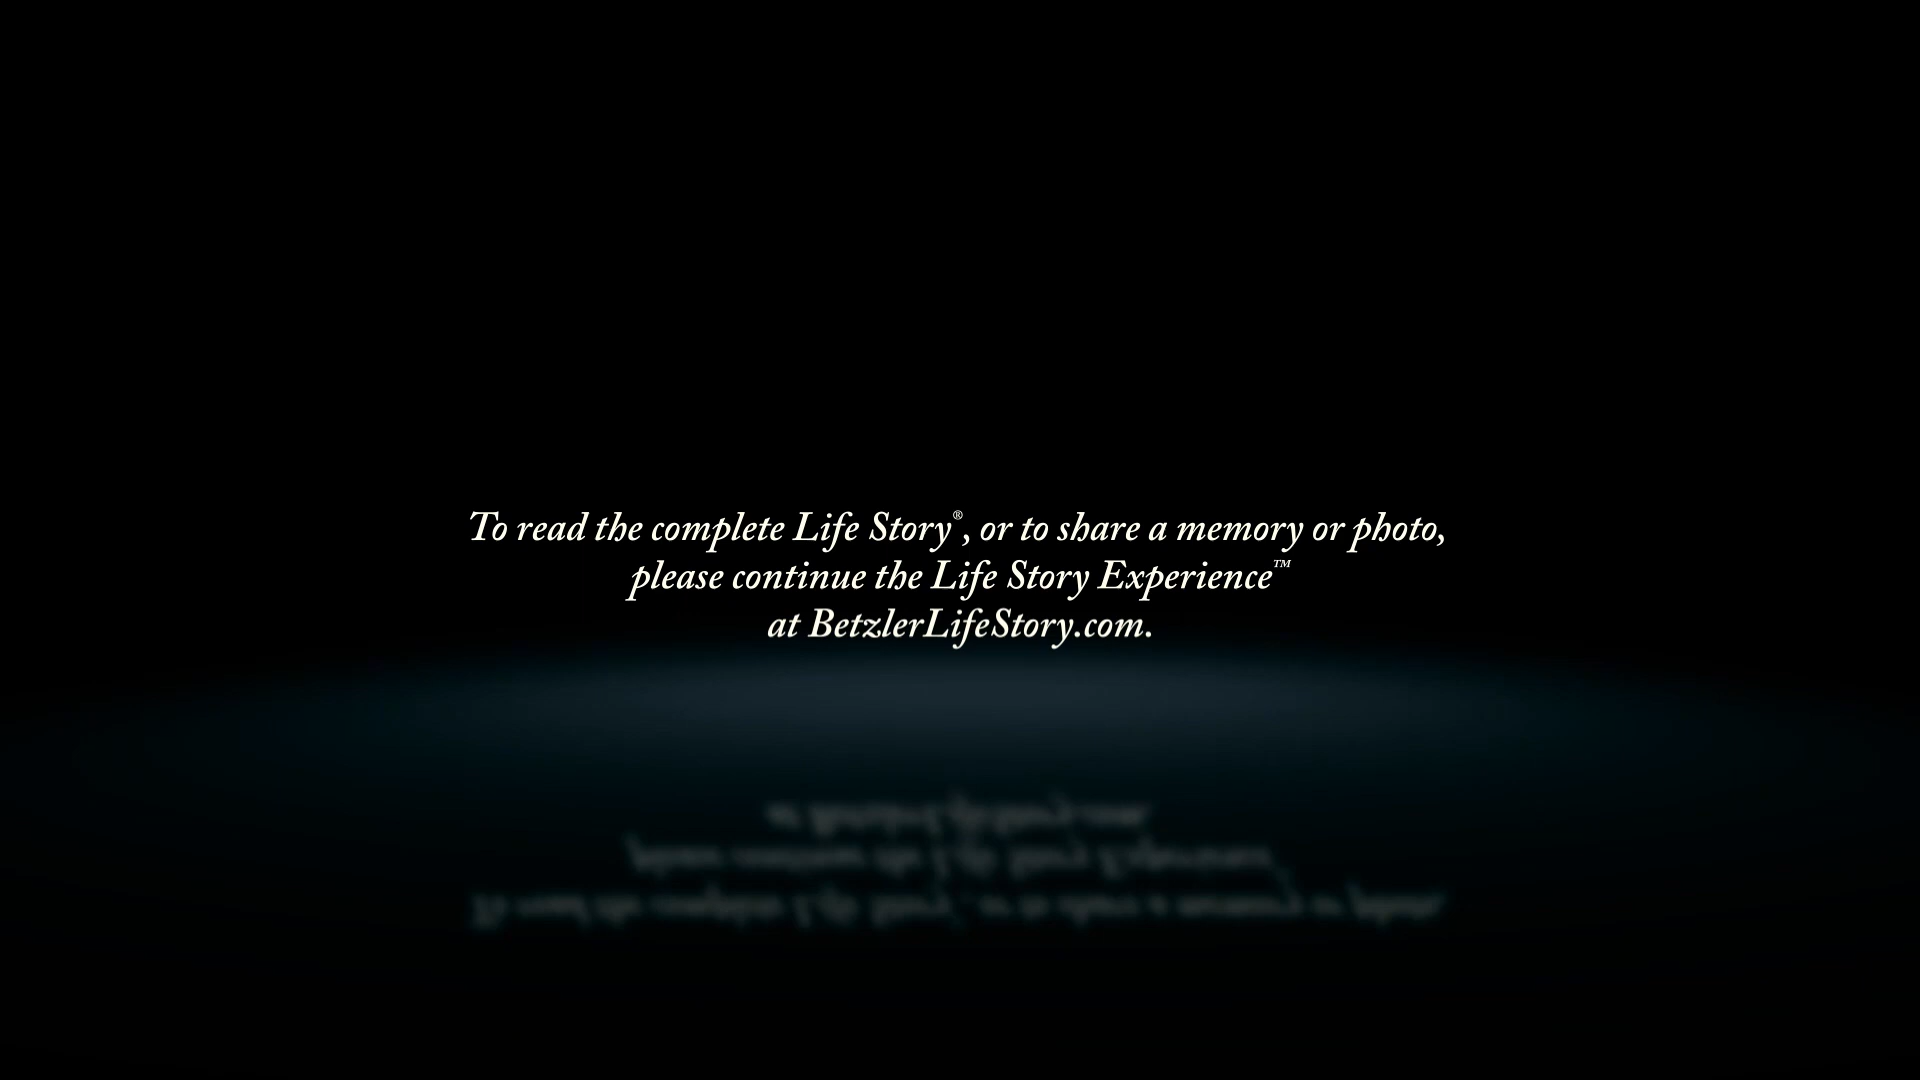 To read the complete Life Story®, or to share a memory or photo,
please continue the Life Story Experience™
at BetzlerLifeStory.com.